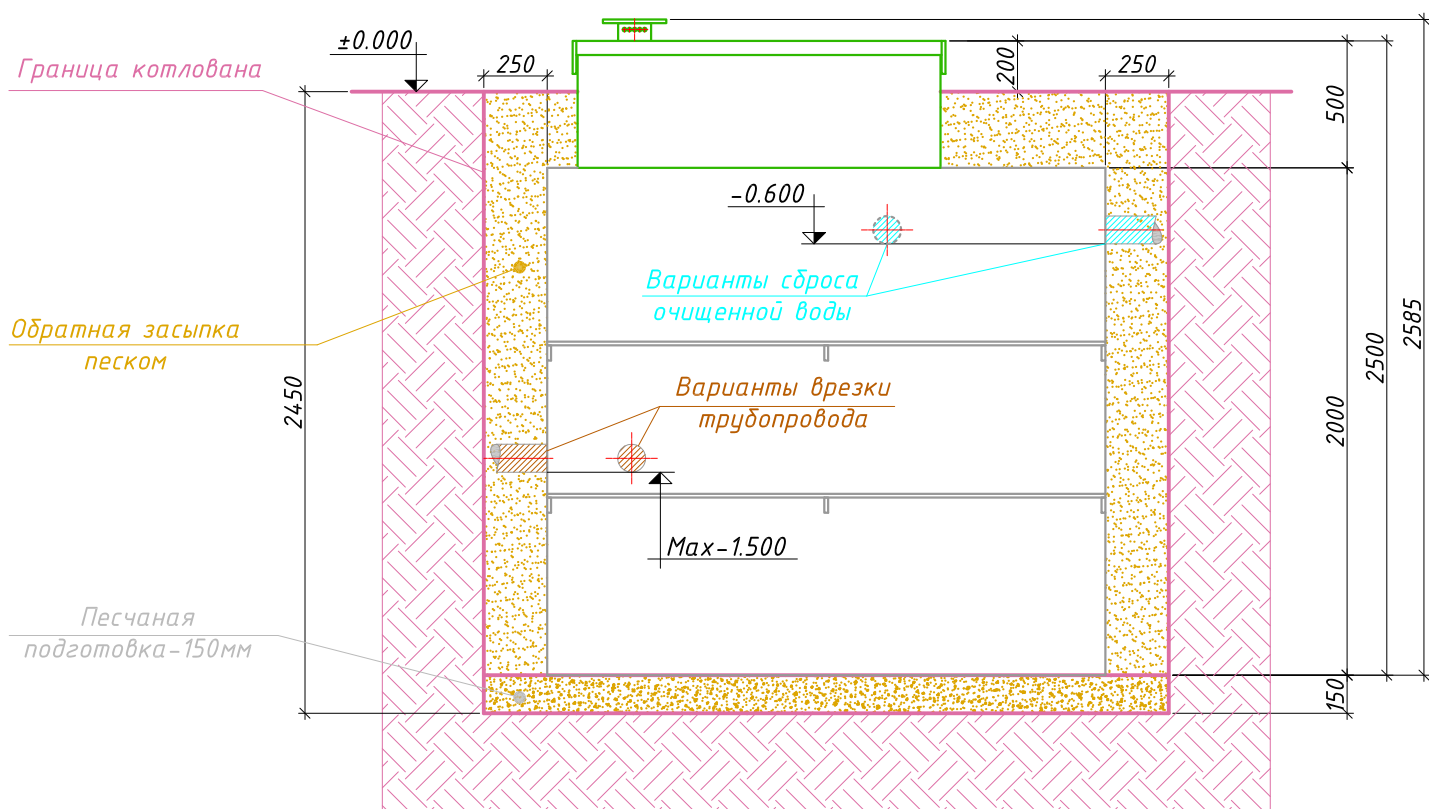 ±0.000
Граница котлована
250
200
250
500
2585
2500
-0.600
Варианты сброса
очищенной воды
Обратная засыпка
песком
2450
Варианты врезки
трубопровода
2000
Max-1.500
Песчаная
подготовка-150мм
150